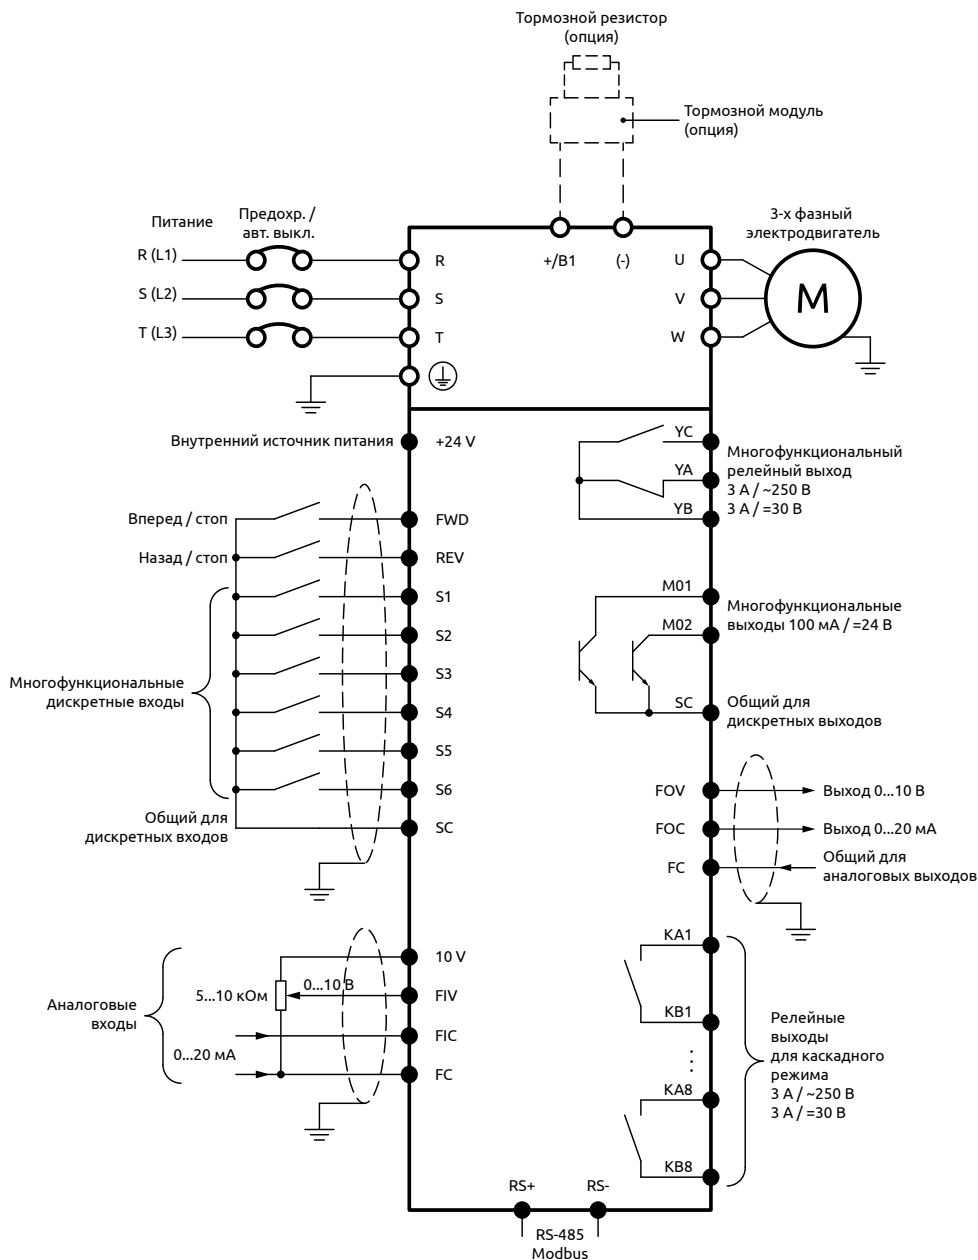 Тормозной резистор
(опция)
Тормозной модуль
(опция)
Питание
Предохр. /
авт. выкл.
3-х фазный
электродвигатель
R (L1)
R
+/B1
(-)
U
S (L2)
S
V
M
T (L3)
T
W
Внутренний источник питания
+24 V
YC
Многофункциональный
релейный выход
3 А / ~250 В
3 А / =30 В
YA
YB
Вперед / стоп
FWD
Назад / стоп
REV
S1
S2
S3
S4
S5
S6
Многофункциональные
дискретные входы
Общий для
дискретных входов
SC
M01
M02
Многофункциональные
выходы 100 мА / =24 В
SC
Общий для
дискретных выходов
FOV
Выход 0...10 В
FOC
Выход 0...20 мА
FC
Общий для
аналоговых выходов
Аналоговые
входы
10 V
5...10 кОм
0...10 В
FIV
FIC
0...20 мА
FC
KA1
KB1
KA8
KB8
Релейные
выходы
для каскадного
режима
3 А / ~250 В
3 А / =30 В
RS+
RS-
RS-485
Modbus